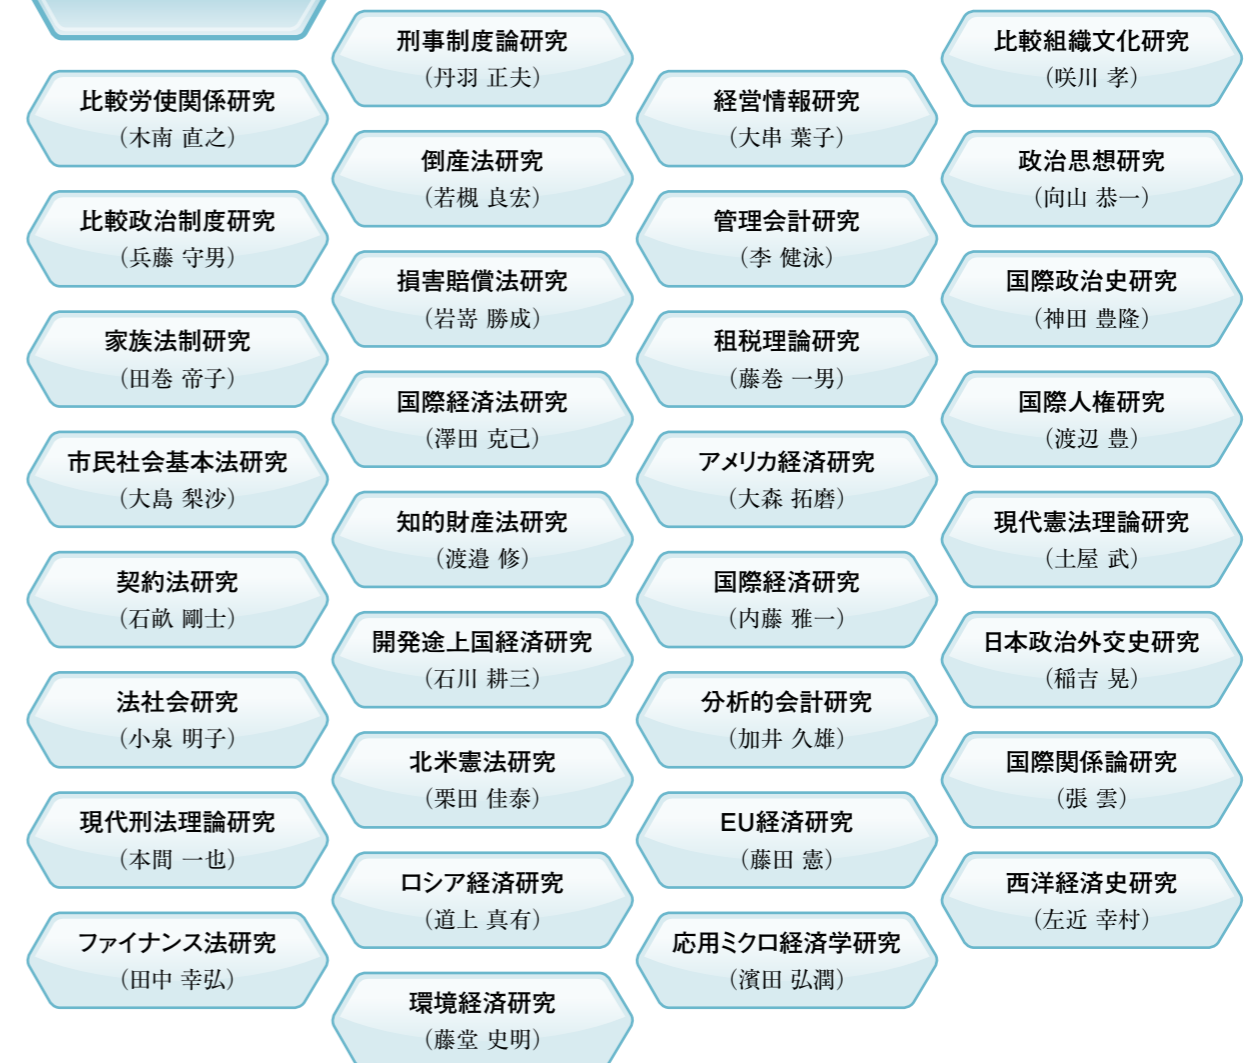 比較労使関係研究
（木南 直之）
比較政治制度研究
（兵藤 守男）
家族法制研究
（田巻 帝子）
市民社会基本法研究
（大島 梨沙）
契約法研究
（石畝 剛士）
法社会研究
（小泉 明子）
現代刑法理論研究
（本間 一也）
ファイナンス法研究
（田中 幸弘）
刑事制度論研究
（丹羽 正夫）
倒産法研究
（若槻 良宏）
損害賠償法研究
（岩嵜 勝成）
国際経済法研究
（澤田 克己）
知的財産法研究
（渡邉 修）
開発途上国経済研究
（石川 耕三）
北米憲法研究
（栗田 佳泰）
ロシア経済研究
（道上 真有）
環境経済研究
（藤堂 史明）
経営情報研究
（大串 葉子）
管理会計研究
（李 健泳）
租税理論研究
（藤巻 一男）
アメリカ経済研究
（大森 拓磨）
国際経済研究
（内藤 雅一）
分析的会計研究
（加井 久雄）
EU経済研究
（藤田 憲）
応用ミクロ経済学研究
（濱田 弘潤）
比較組織文化研究
（咲川 孝）
政治思想研究
（向山 恭一）
国際政治史研究
（神田 豊隆）
国際人権研究
（渡辺 豊）
現代憲法理論研究
（土屋 武）
日本政治外交史研究
（稲吉 晃）
国際関係論研究
（張 雲）
西洋経済史研究
（左近 幸村）